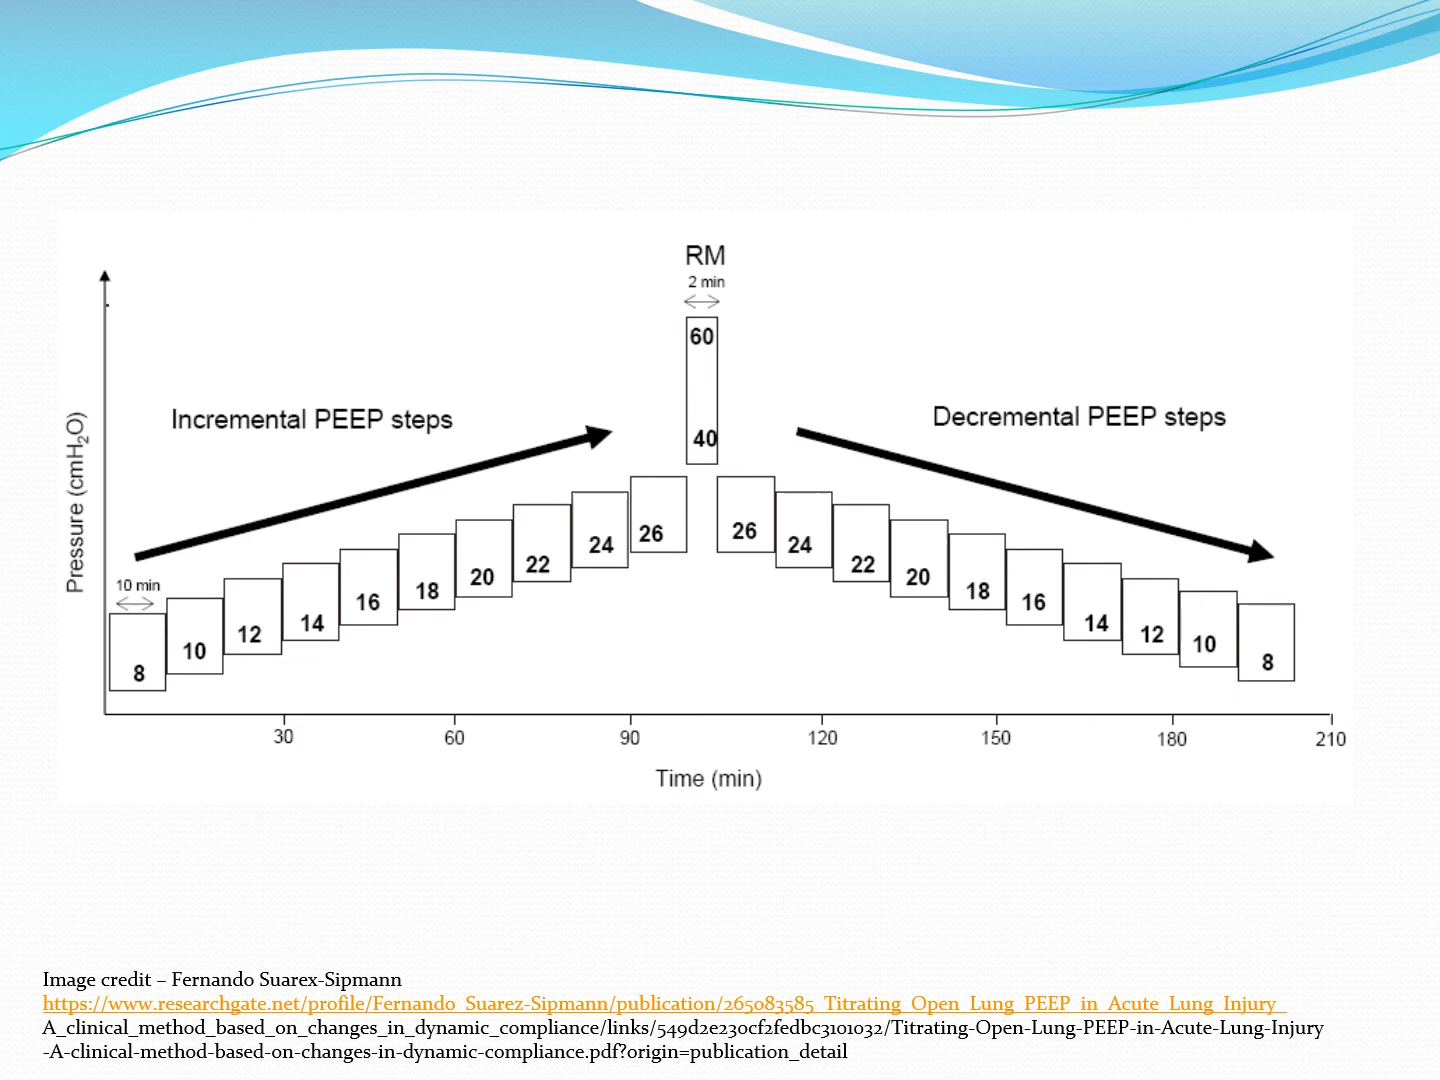 RM
2 min
60
40
Incremental PEEP steps
Decremental PEEP steps
Pressure (cmH₂O)
10 min
8
10
12
14
16
18
20
22
24
26
26
24
22
20
18
16
14
12
10
8
30
60
90
120
150
180
210
Time (min)
Image credit – Fernando Suarex-Sipmann
https://www.researchgate.net/profile/Fernando_Suarez-Sipmann/publication/265083585_Titrating_Open_Lung_PEEP_in_Acute_Lung_Injury_
A_clinical_method_based_on_changes_in_dynamic_compliance/links/549d2e230cf2fedbc3101032/Titrating-Open-Lung-PEEP-in-Acute-Lung-Injury
-A-clinical-method-based-on-changes-in-dynamic-compliance.pdf?origin=publication_detail